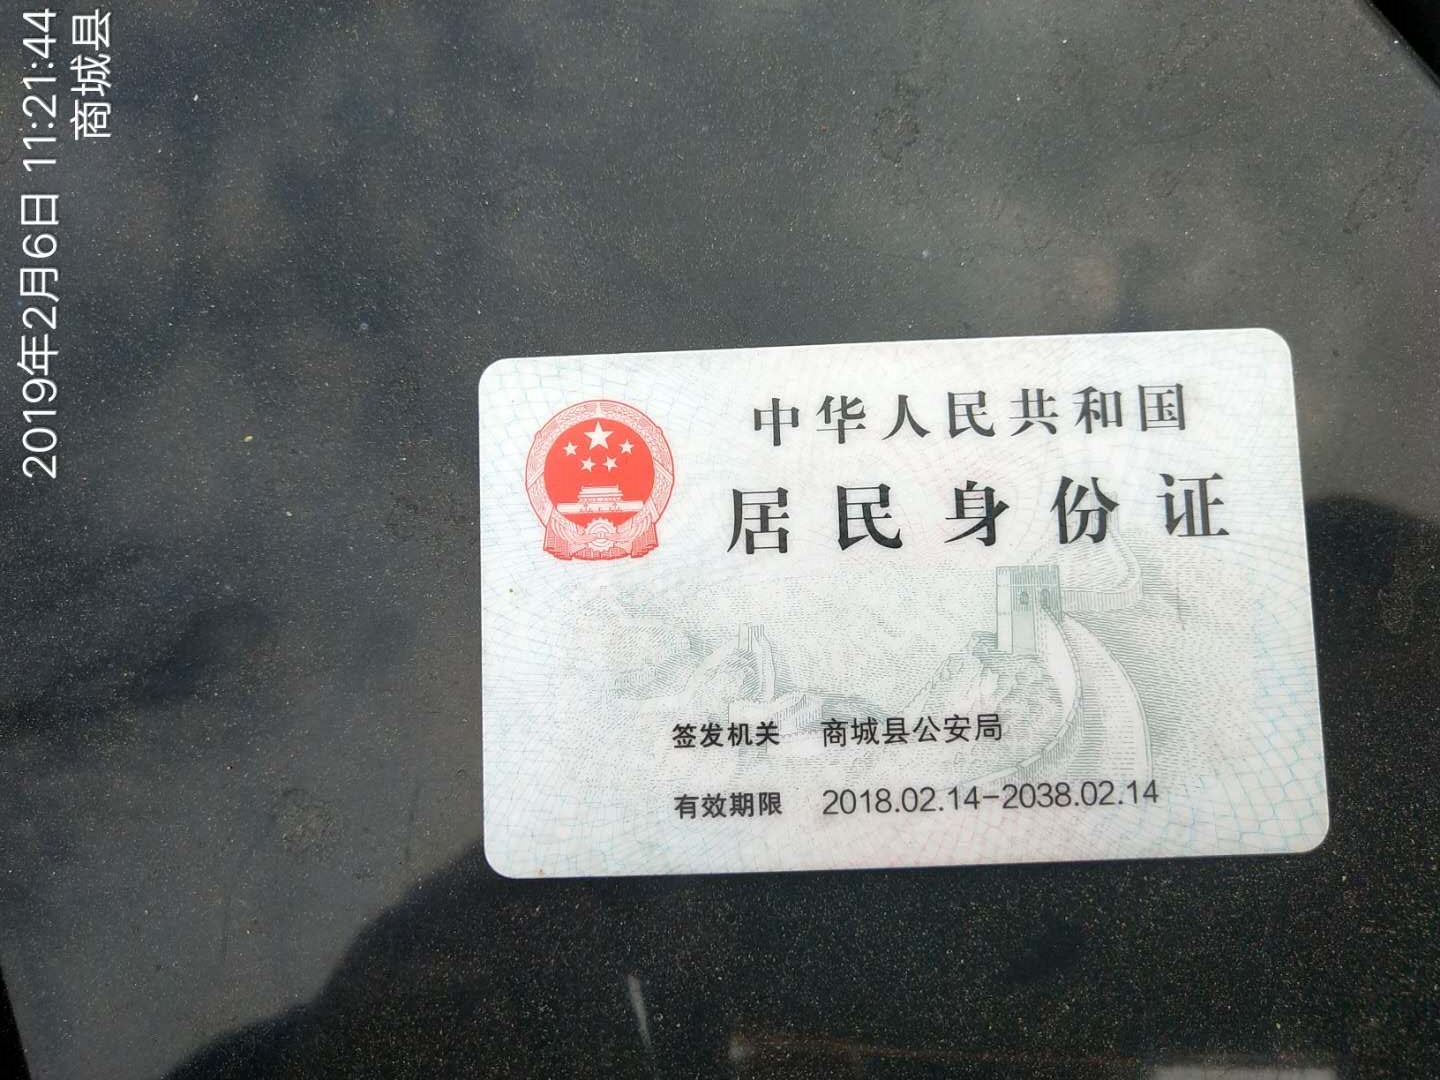 2019年2月6日 11:21:44
商城县
中华人民共和国
居民身份证
签发机关 商城县公安局
有效期限 2018.02.14-2038.02.14